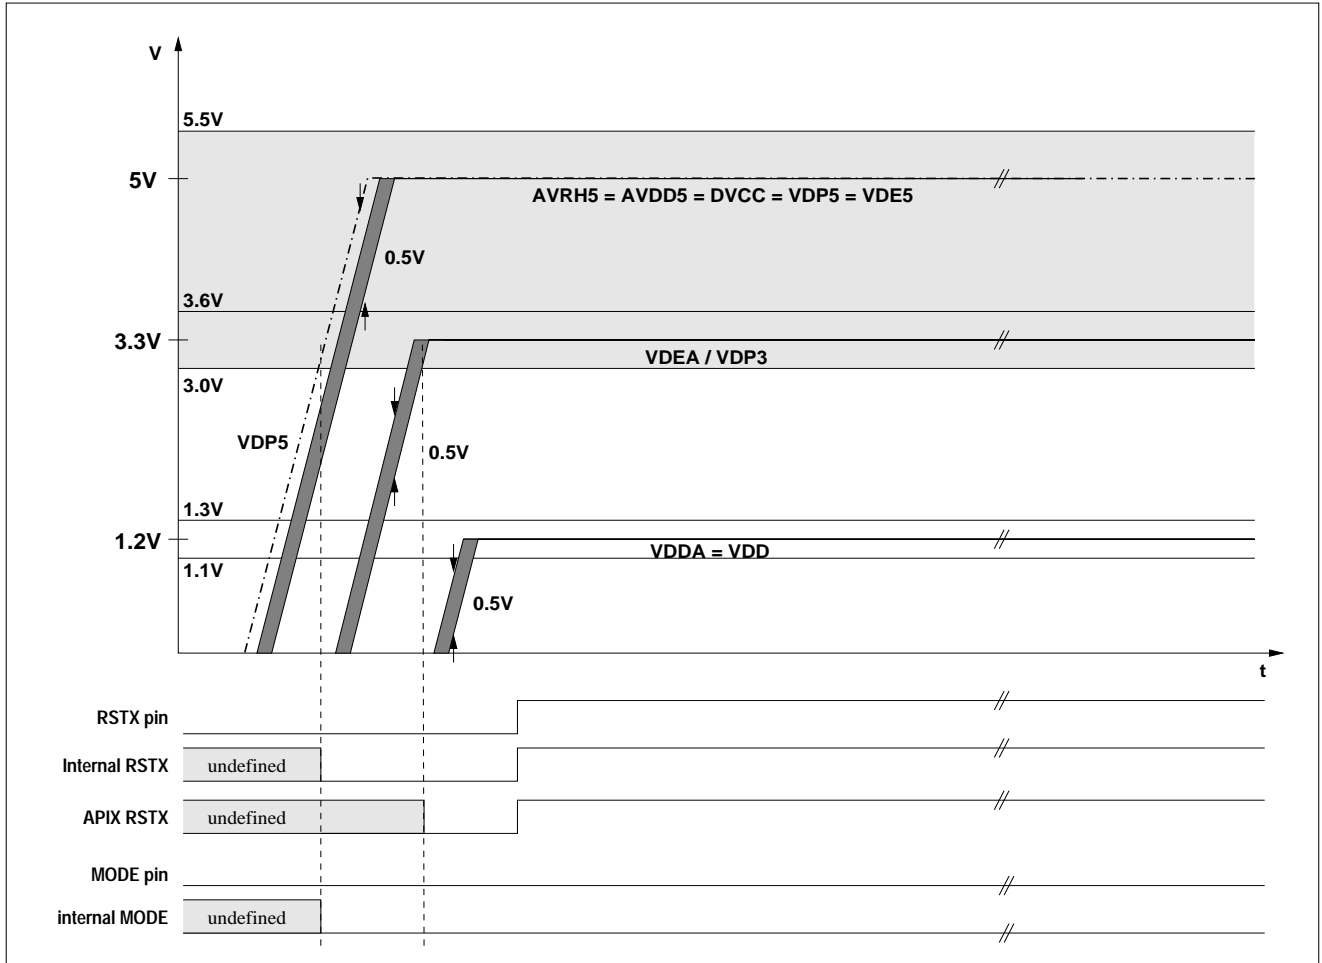 V
5.5V
5V
AVRH5 = AVDD5 = DVCC = VDP5 = VDE5
0.5V
3.6V
3.3V
VDEA / VDP3
3.0V
VDP5
0.5V
1.3V
1.2V
VDDA = VDD
1.1V
0.5V
t
RSTX pin
Internal RSTX
undefined
APIX RSTX
undefined
MODE pin
internal MODE
undefined